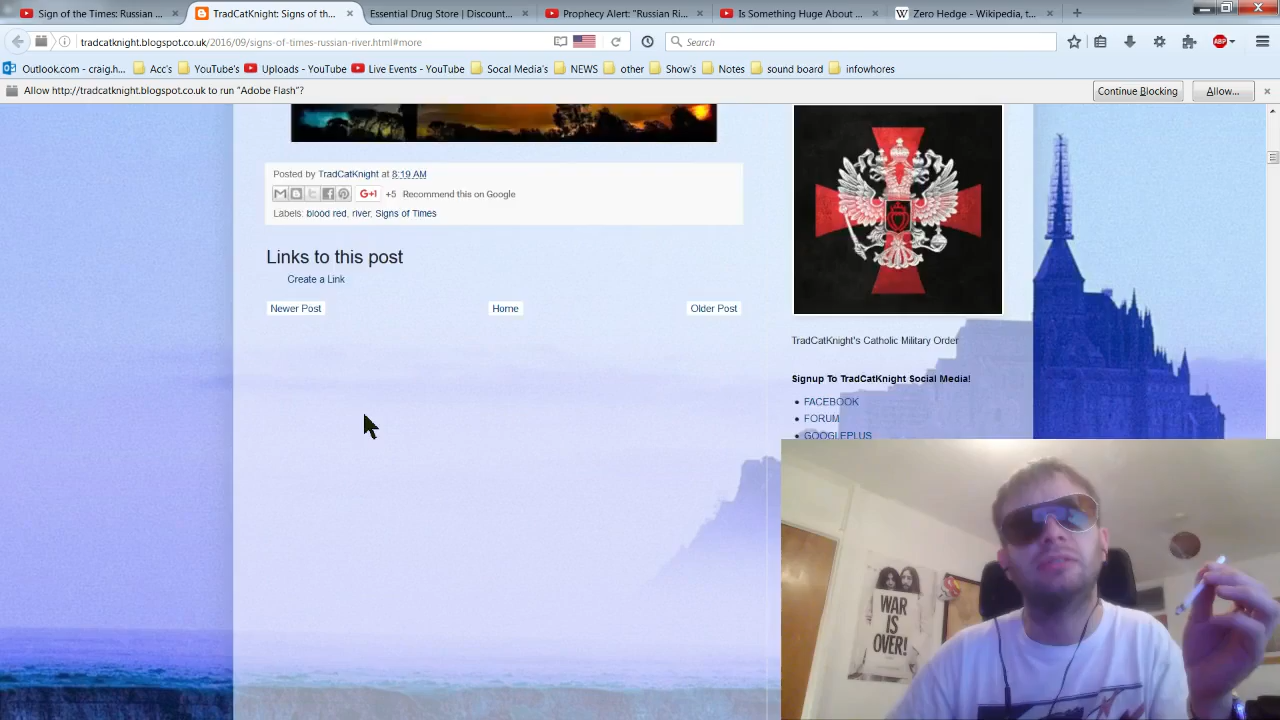 Sign of the Times: Russian ...
TradCatKnight: Signs of th...
Essential Drug Store | Discount...
Prophecy Alert: "Russian Ri...
Is Something Huge About ...
Zero Hedge - Wikipedia, t...
tradcatknight.blogspot.co.uk/2016/09/signs-of-times-russian-river.html#more
Search
ABP
Outlook.com - craig.h...
Acc's
YouTube's
Uploads - YouTube
Live Events - YouTube
Social Media's
NEWS
other
Show's
Notes
sound board
infowhores
Allow http://tradcatknight.blogspot.co.uk to run "Adobe Flash"?
Continue Blocking
Allow...
Posted by TradCatKnight at 8:19 AM
G+1 +5 Recommend this on Google
Labels: blood red, river, Signs of Times
Links to this post
Create a Link
Newer Post
Home
Older Post
TradCatKnight's Catholic Military Order
Signup To TradCatKnight Social Media!
FACEBOOK
FORUM
GOOGLEPLUS
WAR
IS
OVER!